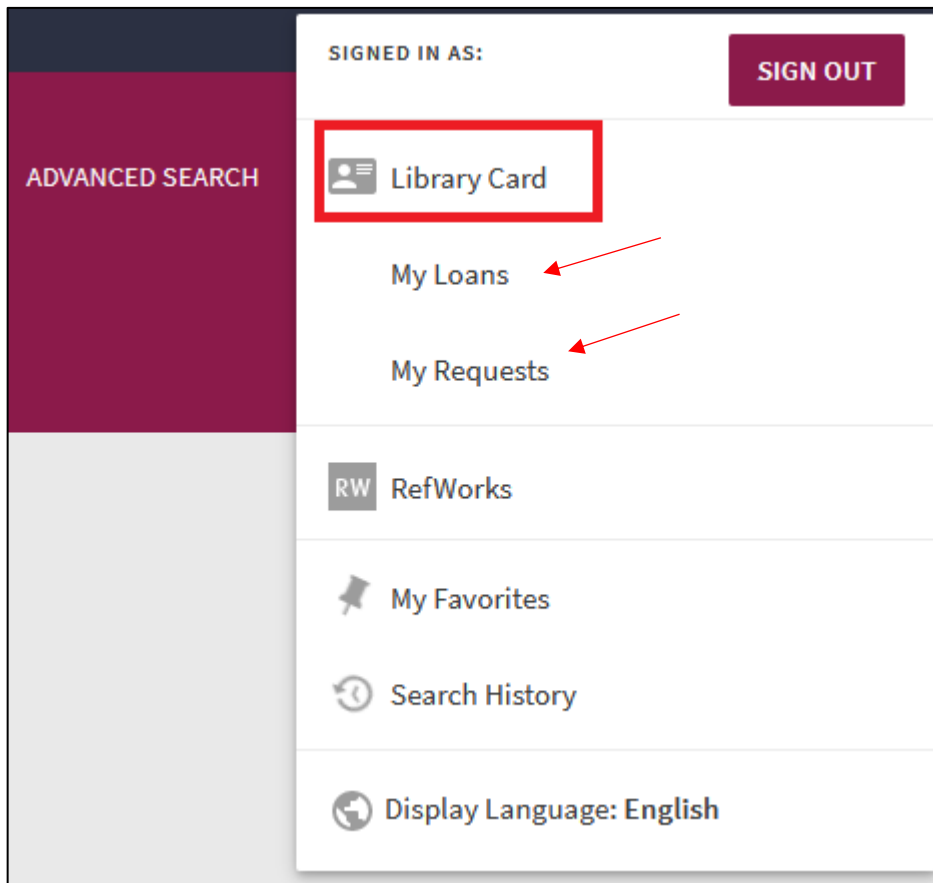 SIGNED IN AS:
SIGN OUT
ADVANCED SEARCH
Library Card
My Loans
My Requests
RW RefWorks
My Favorites
Search History
Display Language: English